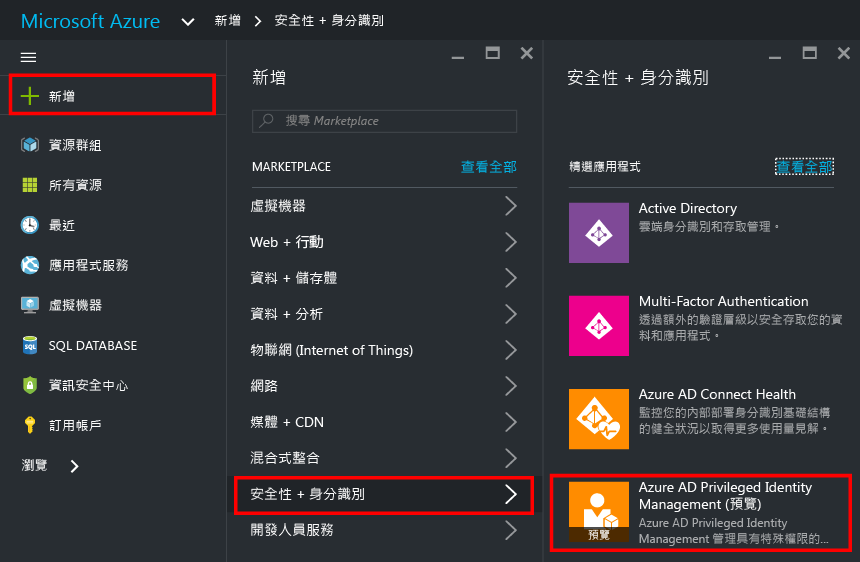 Microsoft Azure 新增 安全性 + 身分識別
新增
資源群組
所有資源
最近
應用程式服務
虛擬機器
SQL DATABASE
資訊安全中心
訂用帳戶
瀏覽
新增
搜尋 Marketplace
MARKETPLACE 查看全部
虛擬機器
Web + 行動
資料 + 儲存體
資料 + 分析
物聯網 (Internet of Things)
網路
媒體 + CDN
混合式整合
安全性 + 身分識別
開發人員服務
安全性 + 身分識別
精選應用程式 查看全部
Active Directory
雲端身分識別和存取管理。
Multi-Factor Authentication
透過額外的驗證層級以安全存取您的資
料和應用程式。
Azure AD Connect Health
監控您的內部部署身分識別基礎結構
的健全狀況以取得更多使用量見解。
Azure AD Privileged Identity
Management (預覽)
Azure AD Privileged Identity
Management 管理具有特殊權限的...
預覽